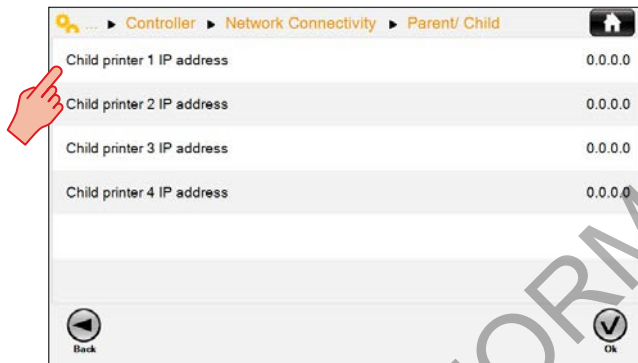 ... ▶ Controller ▶ Network Connectivity ▶ Parent/ Child
Child printer 1 IP address 0.0.0.0
Child printer 2 IP address 0.0.0.0
Child printer 3 IP address 0.0.0.0
Child printer 4 IP address 0.0.0.0
Back Ok